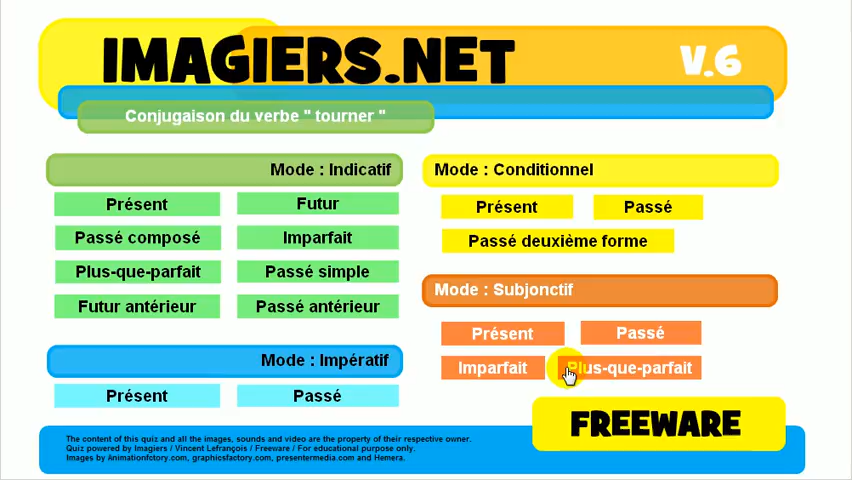 IMAGIERS.NET
V.6
Conjugaison du verbe " tourner "
Mode : Indicatif
Présent
Futur
Passé composé
Imparfait
Plus-que-parfait
Passé simple
Futur antérieur
Passé antérieur
Mode : Impératif
Présent
Passé
Mode : Conditionnel
Présent
Passé
Passé deuxième forme
Mode : Subjonctif
Présent
Passé
Imparfait
Plus-que-parfait
FREEWARE
The content of this quiz and all the images, sounds and video are the property of their respective owner.
Quiz powered by Imagiers / Vincent Lefrançois / Freeware / For educational purpose only.
Images by Animationfctory.com, graphicsfactory.com, presentermedia.com and Hemera.